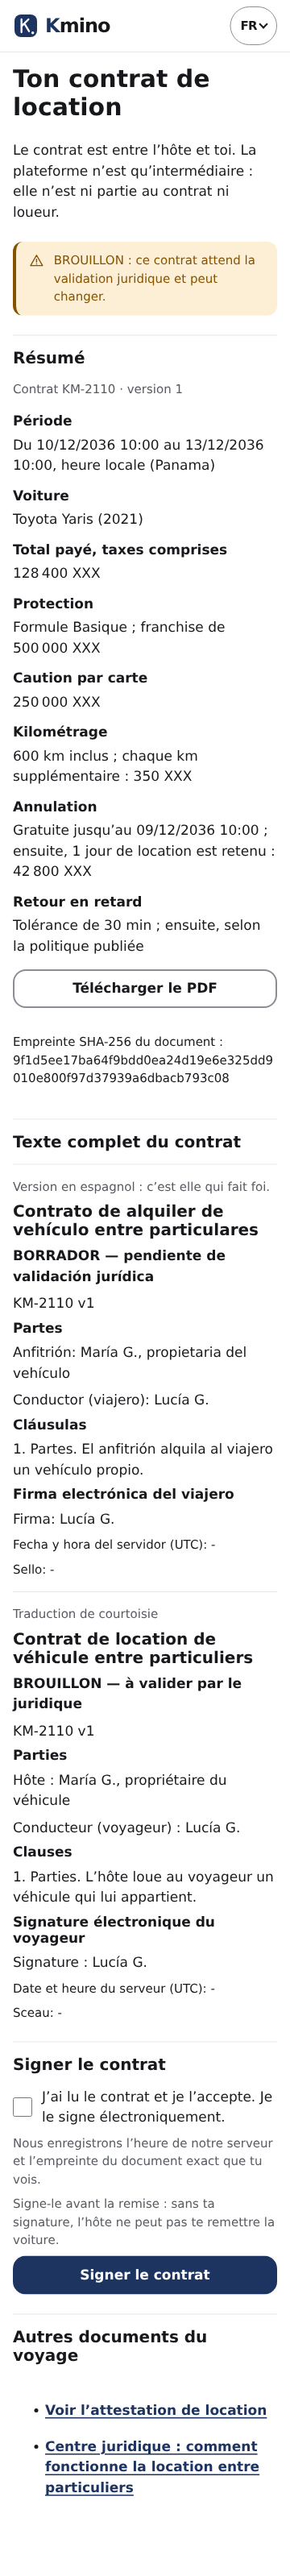 Kmino
FR
Ton contrat de
location
Le contrat est entre l’hôte et toi. La
plateforme n’est qu’intermédiaire :
elle n’est ni partie au contrat ni
loueur.
BROUILLON : ce contrat attend la
validation juridique et peut
changer.
Résumé
Contrat KM-2110 · version 1
Période
Du 10/12/2036 10:00 au 13/12/2036
10:00, heure locale (Panama)
Voiture
Toyota Yaris (2021)
Total payé, taxes comprises
128 400 XXX
Protection
Formule Basique ; franchise de
500 000 XXX
Caution par carte
250 000 XXX
Kilométrage
600 km inclus ; chaque km
supplémentaire : 350 XXX
Annulation
Gratuite jusqu’au 09/12/2036 10:00 ;
ensuite, 1 jour de location est retenu :
42 800 XXX
Retour en retard
Tolérance de 30 min ; ensuite, selon
la politique publiée
Télécharger le PDF
Empreinte SHA-256 du document :
9f1d5ee17ba64f9bdd0ea24d19e6e325dd9
010e800f97d37939a6dbacb793c08
Texte complet du contrat
Version en espagnol : c’est elle qui fait foi.
Contrato de alquiler de
vehículo entre particulares
BORRADOR — pendiente de
validación jurídica
KM-2110 v1
Partes
Anfitrión: María G., propietaria del
vehículo
Conductor (viajero): Lucía G.
Cláusulas
1. Partes. El anfitrión alquila al viajero
un vehículo propio.
Firma electrónica del viajero
Firma: Lucía G.
Fecha y hora del servidor (UTC): -
Sello: -
Traduction de courtoisie
Contrat de location de
véhicule entre particuliers
BROUILLON — à valider par le
juridique
KM-2110 v1
Parties
Hôte : María G., propriétaire du
véhicule
Conducteur (voyageur) : Lucía G.
Clauses
1. Parties. L’hôte loue au voyageur un
véhicule qui lui appartient.
Signature électronique du
voyageur
Signature : Lucía G.
Date et heure du serveur (UTC): -
Sceau: -
Signer le contrat
J’ai lu le contrat et je l’accepte. Je
le signe électroniquement.
Nous enregistrons l’heure de notre serveur
et l’empreinte du document exact que tu
vois.
Signe-le avant la remise : sans ta
signature, l’hôte ne peut pas te remettre la
voiture.
Signer le contrat
Autres documents du
voyage
• Voir l’attestation de location
• Centre juridique : comment
fonctionne la location entre
particuliers